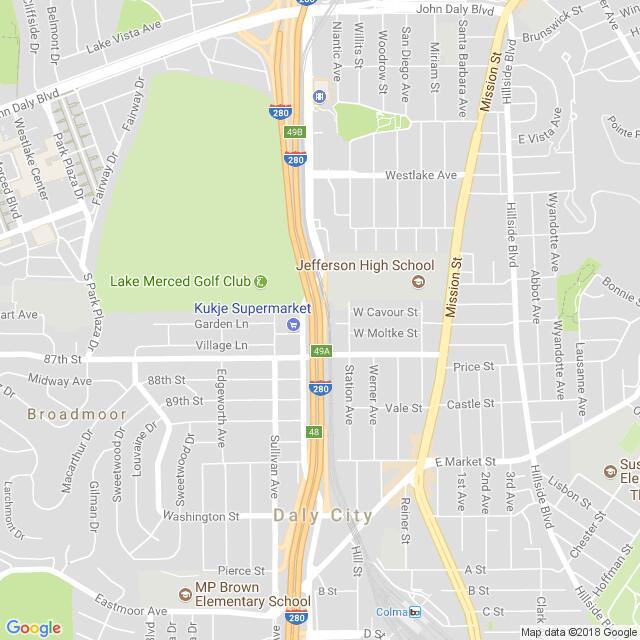 280
John Daly Blvd
Cliffside Dr
Belmont Dr
Lake Vista Ave
Niantic Ave
Willits St
Woodrow St
San Diego Ave
Miriam St
Santa Barbara Ave
Mission St
Hillside Blvd
Brunswick St
Fairway Dr
hn Daly Blvd
280
49B
280
E Vista Ave
Pointe P
Westlake Center
Park Plaza Dr
Fairway Dr
Merced Blvd
Westlake Ave
Wyandotte Ave
Hillside Blvd
Jefferson High School
Mission St
Lake Merced Golf Club
S Park Plaza Dr
Abbot Ave
Bonnie S
Kukje Supermarket
art Ave
Garden Ln
W Cavour St
W Moltke St
Wyandotte Ave
Lausanne Ave
Village Ln
87th St
49A
Price St
Midway Ave
88th St
280
89th St
Edgeworth Ave
Station Ave
Werner Ave
Vale St
Castle St
Broadmoor
48
Macarthur Dr
Lorraine Dr
Sweetwood Dr
Sullivan Ave
E Market St
Larchmont Dr
Gilman Dr
1st Ave
2nd Ave
3rd Ave
Hillside Blvd
Sus
Ele
Th
Lisbon St
Washington St
Daly City
Reiner St
Chester St
Hoffman St
Hill St
Pierce St
A St
MP Brown
Elementary School
B St
B St
Hillside Bl
Eastmoor Ave
280
Colma
C St
Clark
D St
Google
Map data ©2018 Google